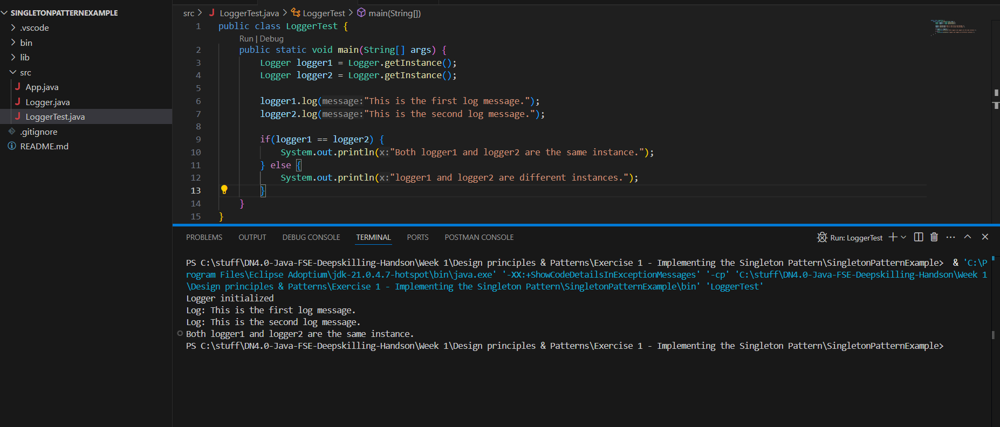 SINGLETONPATTERNEXAMPLE
.vscode
bin
lib
src
App.java
Logger.java
LoggerTest.java
.gitignore
README.md
src > LoggerTest.java > LoggerTest > main(String[])
1 public class LoggerTest {
Run | Debug
2 public static void main(String[] args) {
3 Logger logger1 = Logger.getInstance();
4 Logger logger2 = Logger.getInstance();
5
6 logger1.log(message:"This is the first log message.");
7 logger2.log(message:"This is the second log message.");
8
9 if(logger1 == logger2) {
10 System.out.println(x:"Both logger1 and logger2 are the same instance.");
11 } else {
12 System.out.println(x:"logger1 and logger2 are different instances.");
13 }
14 }
15 }
PROBLEMS OUTPUT DEBUG CONSOLE TERMINAL PORTS POSTMAN CONSOLE Run: LoggerTest
PS C:\stuff\DN4.0-Java-FSE-Deepskilling-Handson\Week 1\Design principles & Patterns\Exercise 1 - Implementing the Singleton Pattern\SingletonPatternExample> & 'C:\P
rogram Files\Eclipse Adoptium\jdk-21.0.4.7-hotspot\bin\java.exe' '-XX:+ShowCodeDetailsInExceptionMessages' '-cp' 'C:\stuff\DN4.0-Java-FSE-Deepskilling-Handson\Week 1
\Design principles & Patterns\Exercise 1 - Implementing the Singleton Pattern\SingletonPatternExample\bin' 'LoggerTest'
Logger initialized
Log: This is the first log message.
Log: This is the second log message.
Both logger1 and logger2 are the same instance.
PS C:\stuff\DN4.0-Java-FSE-Deepskilling-Handson\Week 1\Design principles & Patterns\Exercise 1 - Implementing the Singleton Pattern\SingletonPatternExample>